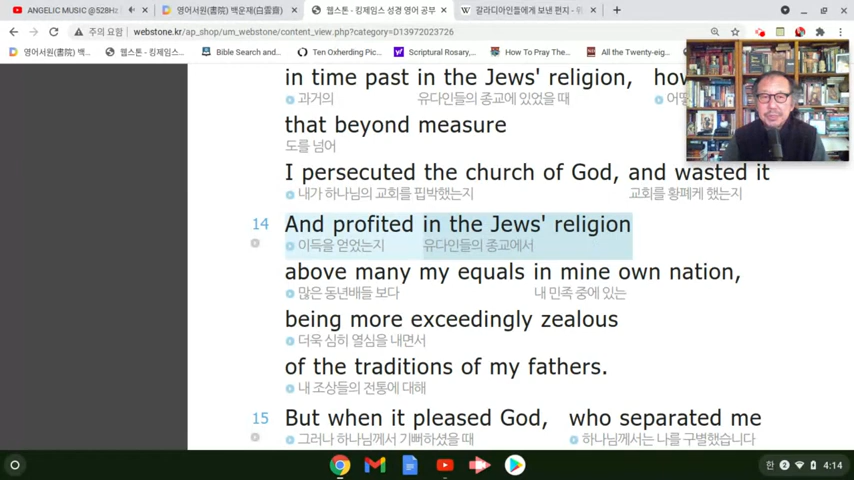 ANGELIC MUSIC @528Hz
영어서원(書院) 백운재(白雲齋)
웹스톤 - 킹제임스 성경 영어 공부
갈라디아인들에게 보낸 편지 - 위
주의 요함
webstone.kr/ap_shop/um_webstone/content_view.php?category=D13972023726
영어서원(書院) 백...
웹스톤 - 킹제임스...
Bible Search and...
Ten Oxherding Pic...
Scriptural Rosary,...
How To Pray The...
All the Twenty-eig...
in time past in the Jews' religion, how
과거의 유다인들의 종교에 있었을 때
that beyond measure
도를 넘어
I persecuted the church of God, and wasted it
내가 하나님의 교회를 핍박했는지 교회를 황폐케 했는지
14 And profited in the Jews' religion
이득을 얻었는지 유다인들의 종교에서
above many my equals in mine own nation,
많은 동년배들 보다 내 민족 중에 있는
being more exceedingly zealous
더욱 심히 열심을 내면서
of the traditions of my fathers.
내 조상들의 전통에 대해
15 But when it pleased God, who separated me
그러나 하나님께서 기뻐하셨을 때 하나님께서는 나를 구별했습니다
한 2 4:14